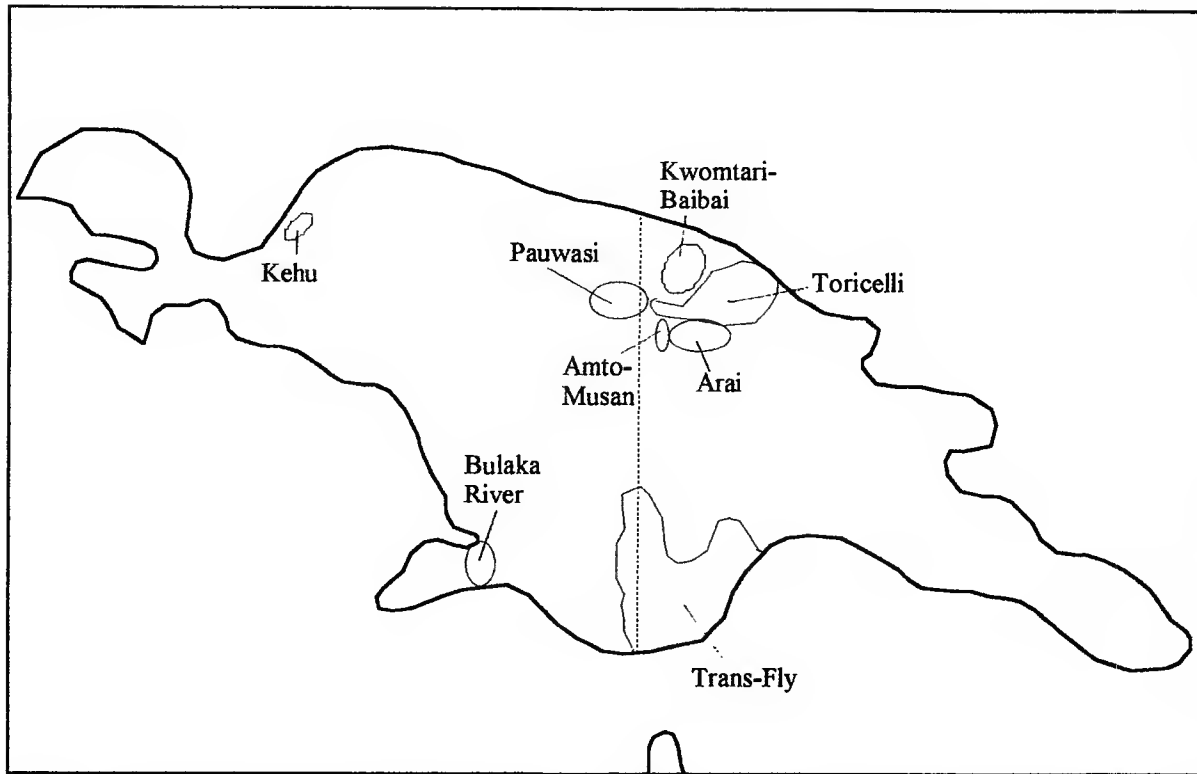 Kwomtari-
Baibai
Pauwasi
Kehu
Toricelli
Amto-
Musan
Arai
Bulaka
River
Trans-Fly